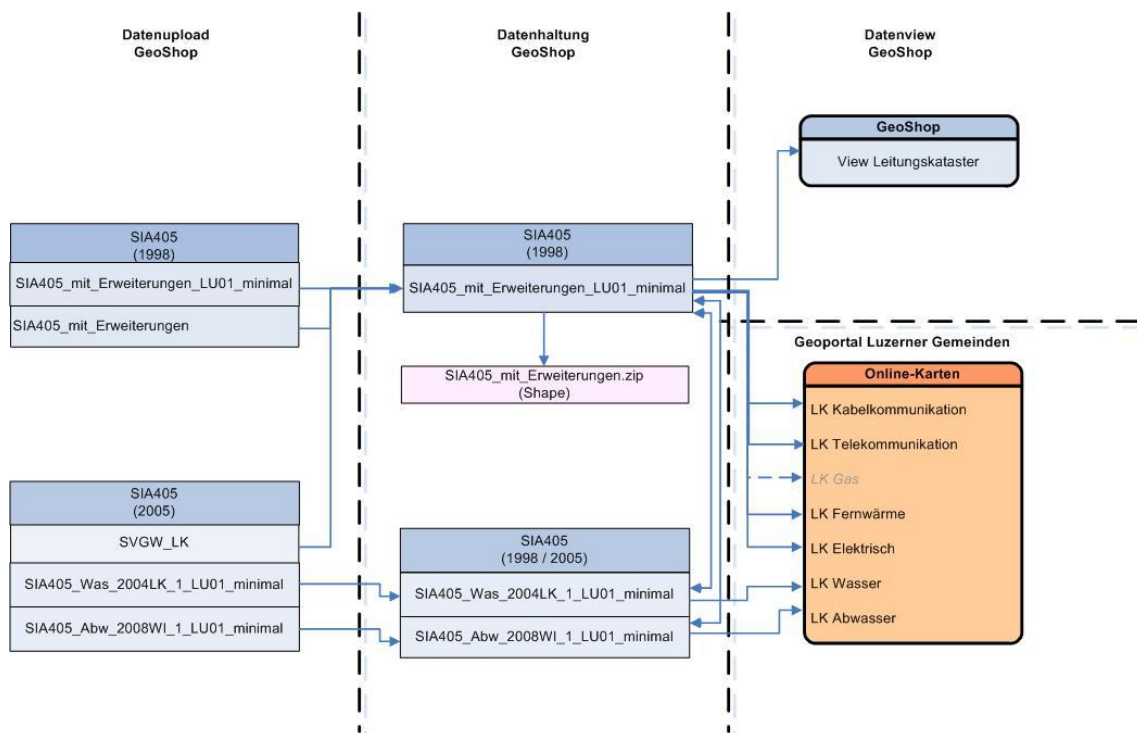 Datenupload
GeoShop
Datenhaltung
GeoShop
Datenview
GeoShop
GeoShop
View Leitungskataster
SIA405
(1998)
SIA405_mit_Erweiterungen_LU01_minimal
SIA405_mit_Erweiterungen
SIA405
(1998)
SIA405_mit_Erweiterungen_LU01_minimal
SIA405_mit_Erweiterungen.zip
(Shape)
Geoportal Luzerner Gemeinden
Online-Karten
LK Kabelkommunikation
LK Telekommunikation
LK Gas
LK Fernwärme
LK Elektrisch
LK Wasser
LK Abwasser
SIA405
(2005)
SVGW_LK
SIA405_Was_2004LK_1_LU01_minimal
SIA405_Abw_2008WI_1_LU01_minimal
SIA405
(1998 / 2005)
SIA405_Was_2004LK_1_LU01_minimal
SIA405_Abw_2008WI_1_LU01_minimal